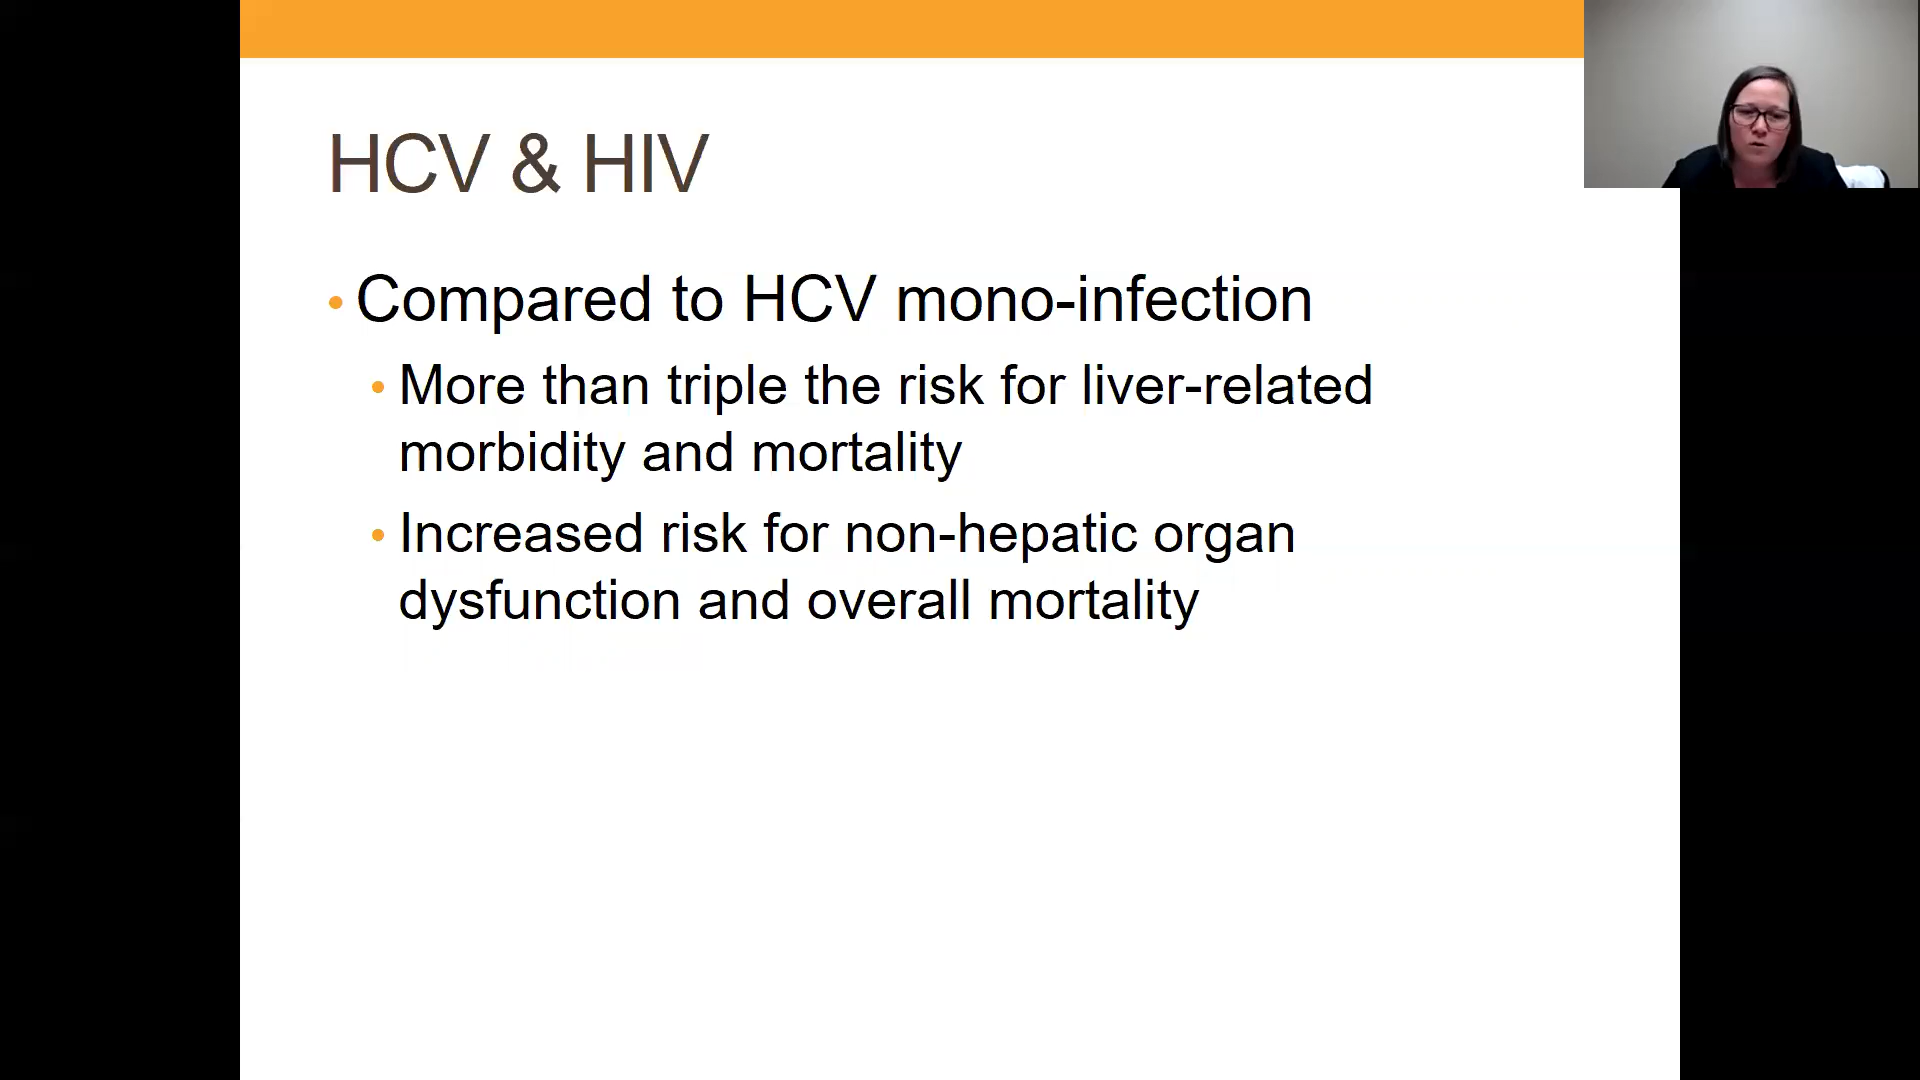 HCV & HIV
• Compared to HCV mono-infection
• More than triple the risk for liver-related
morbidity and mortality
• Increased risk for non-hepatic organ
dysfunction and overall mortality